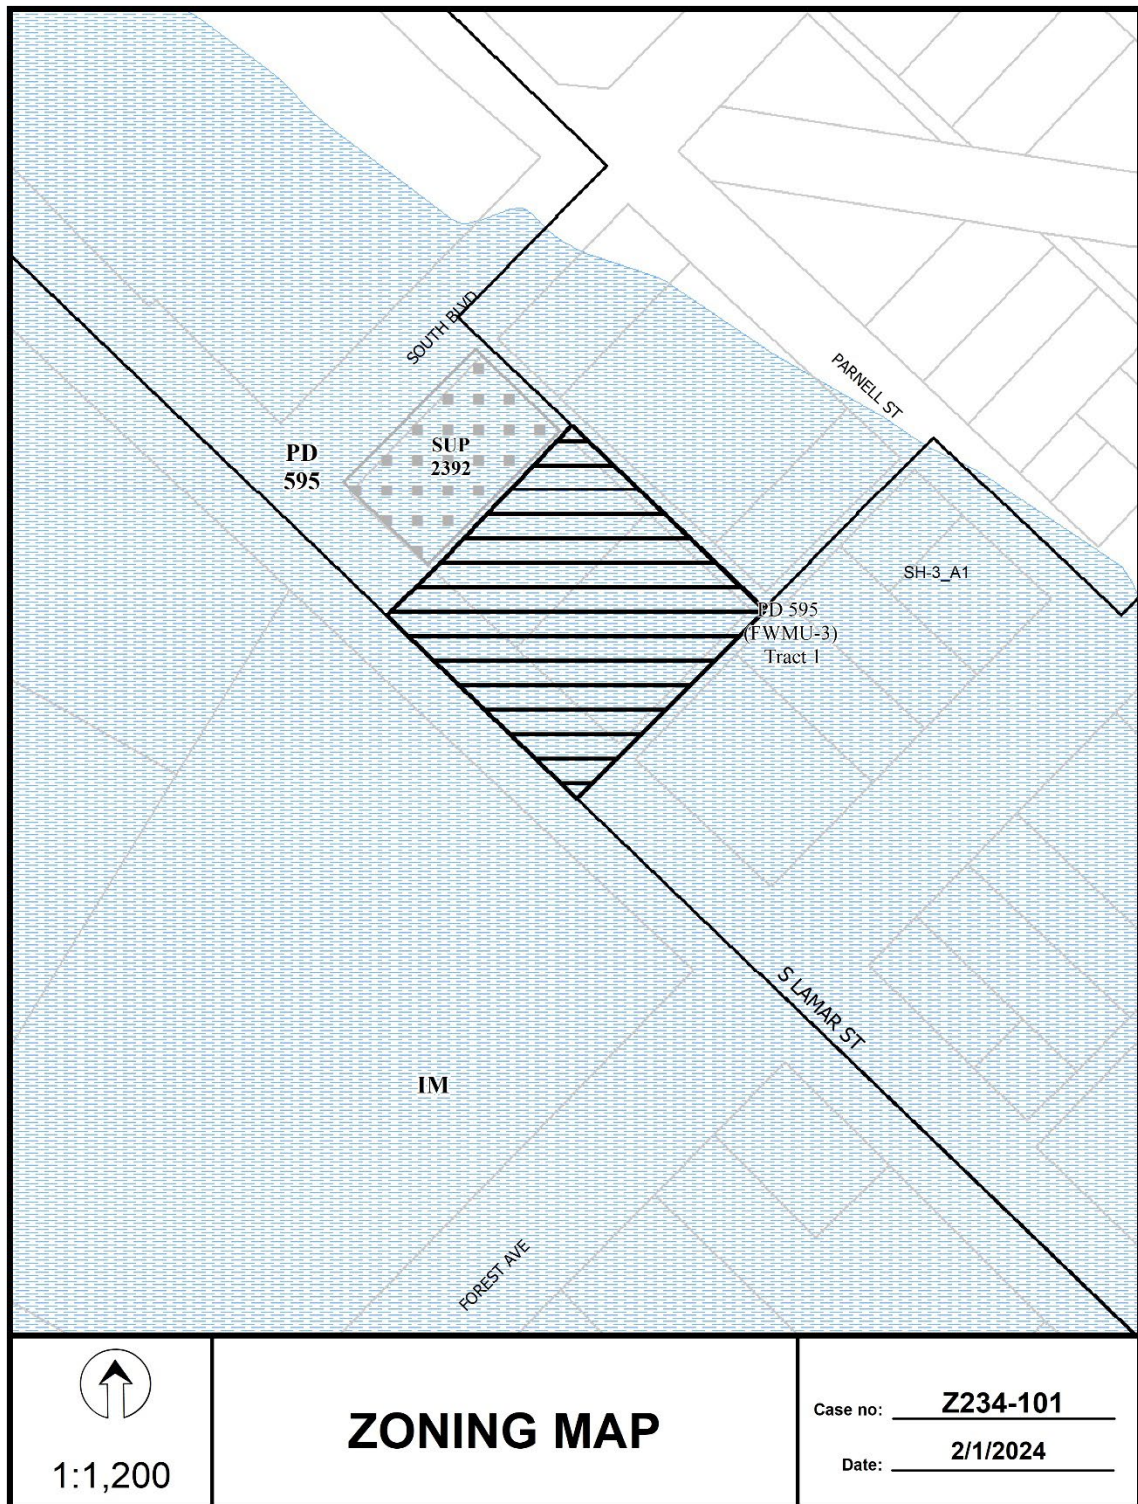 SOUTH BLVD
PARNELL ST
PD
595
SUP
2392
SH-3_A1
PD 595
(FWMU-3)
Tract 1
S LAMAR ST
IM
FOREST AVE
1:1,200
ZONING MAP
Case no: Z234-101
Date: 2/1/2024